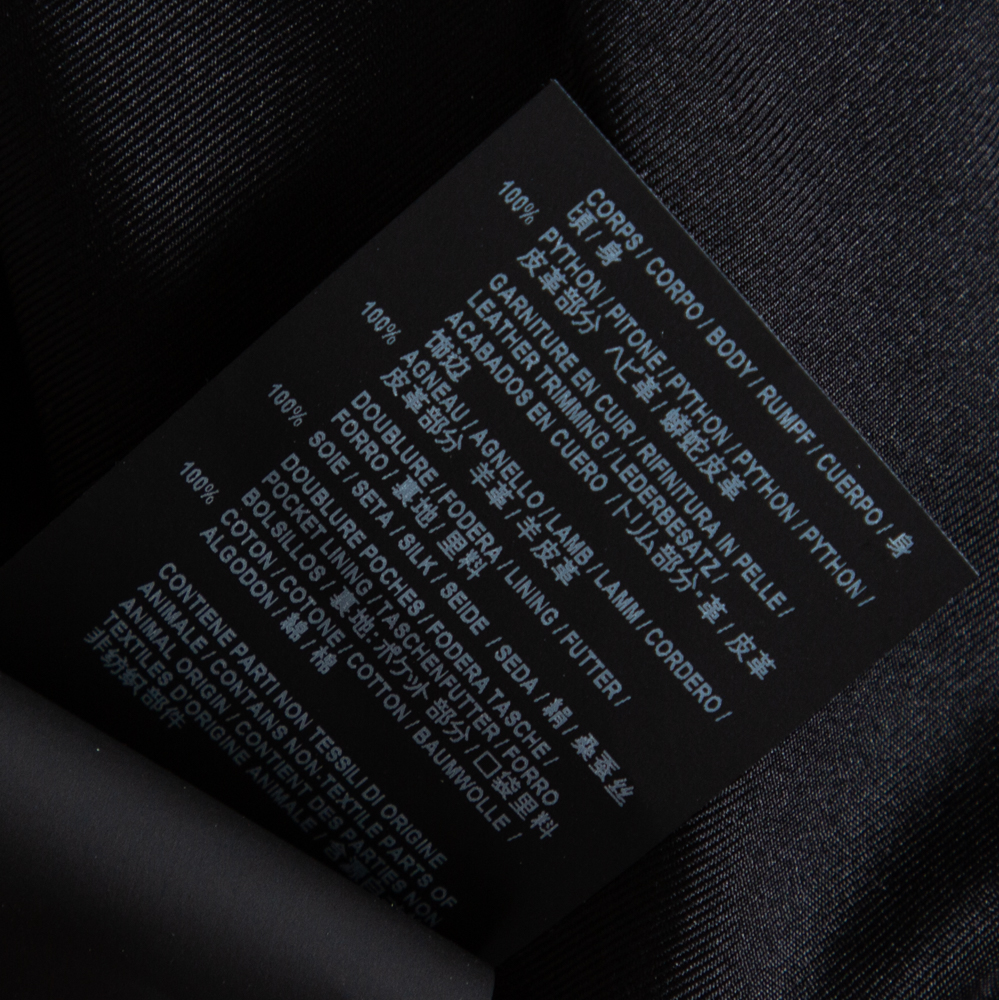 CORPS / CORPO / BODY / RUMPF / CUERPO / 身
頃 / 身
100% PYTHON / PITONE / PYTHON / PYTHON / PYTHON /
皮革部分 ヘビ革 / 蟒蛇皮革
GARNITURE EN CUIR / RIFINITURA IN PELLE /
LEATHER TRIMMING / LEDERBESATZ /
ACABADOS EN CUERO / トリム部分:革 / 皮革
饰边
100% AGNEAU / AGNELLO / LAMB / LAMM / CORDERO /
皮革部分 羊革 / 羊皮革
DOUBLURE / FODERA / LINING / FUTTER /
FORRO / 裏地 / 里料
100% SOIE / SETA / SILK / SEIDE / SEDA / 絹 / 桑蚕丝
DOUBLURE POCHES / FODERA TASCHE /
POCKET LINING / TASCHENFUTTER / FORRO
BOLSILLOS / 裏地:ポケット部分 / 口袋里料
100% COTON / COTONE / COTTON / BAUMWOLLE /
ALGODON / 綿 / 棉
CONTIENE PARTI NON TESSILI DI ORIGINE
ANIMALE / CONTAINS NON-TEXTILE PARTS OF
ANIMAL ORIGIN / CONTIENT DES PARTIES NON
TEXTILES D'ORIGINE ANIMALE / 含
非纺织部件